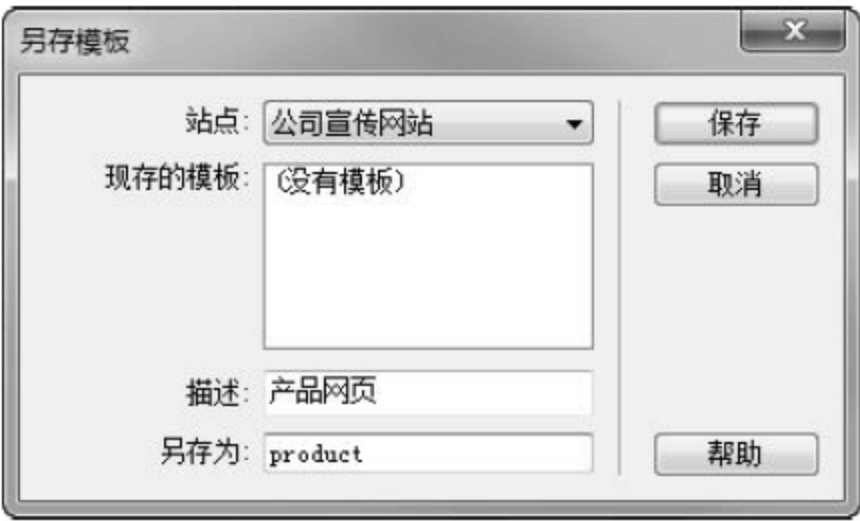 另存模板
站点: 公司宣传网站
保存
现存的模板: (没有模板)
取消
描述: 产品网页
另存为: product
帮助